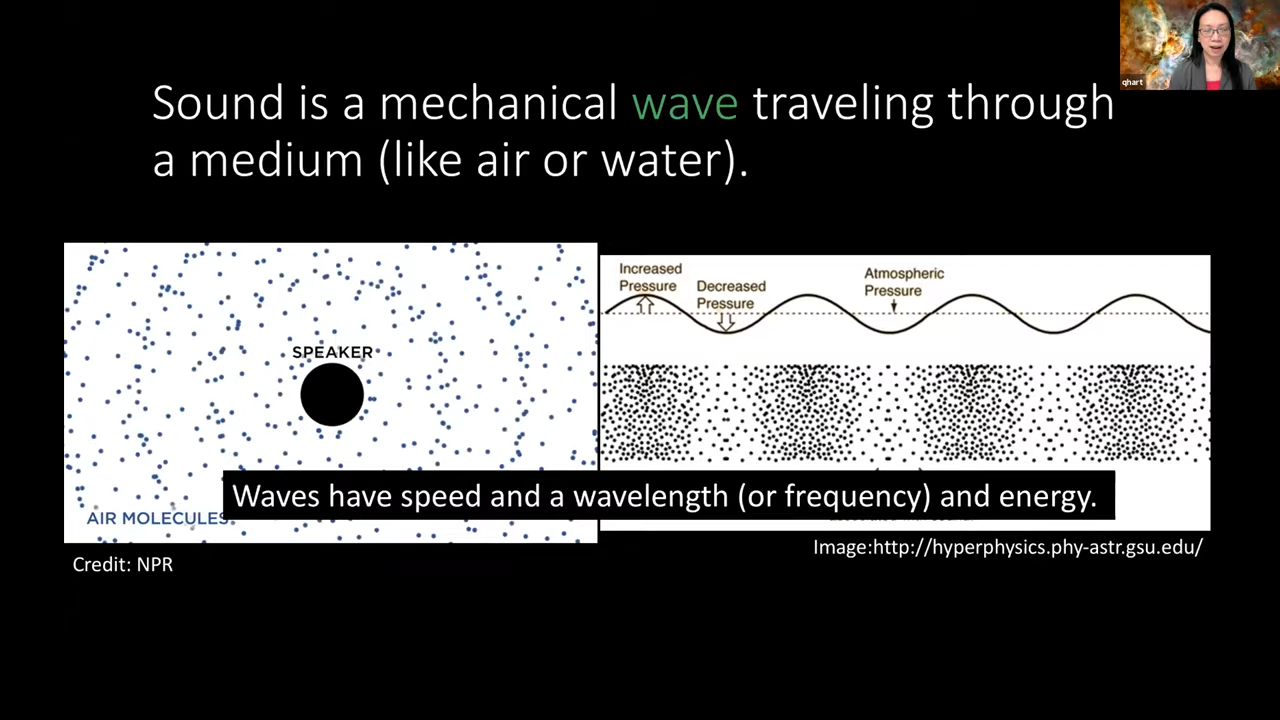 qhart
Sound is a mechanical wave traveling through
a medium (like air or water).
SPEAKER
AIR MOLECULES
Increased
Pressure
Decreased
Pressure
Atmospheric
Pressure
Waves have speed and a wavelength (or frequency) and energy.
Credit: NPR
Image:http://hyperphysics.phy-astr.gsu.edu/